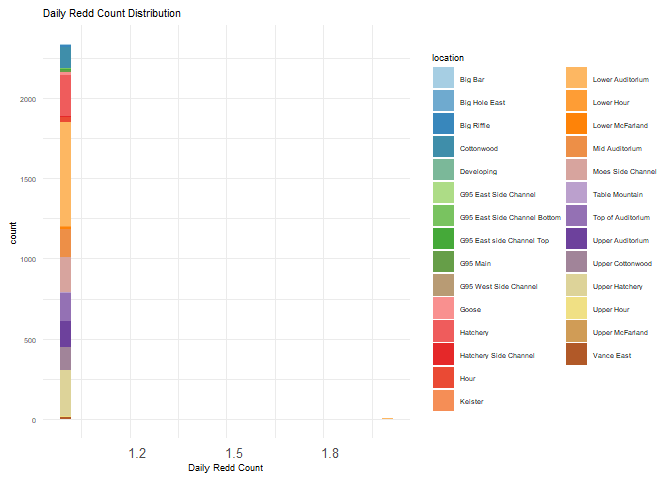 Daily Redd Count Distribution
count
2000
1500
1000
500
0
1.2
1.5
1.8
Daily Redd Count
location
Big Bar
Big Hole East
Big Riffle
Cottonwood
Developing
G95 East Side Channel
G95 East Side Channel Bottom
G95 East side Channel Top
G95 Main
G95 West Side Channel
Goose
Hatchery
Hatchery Side Channel
Hour
Keister
Lower Auditorium
Lower Hour
Lower McFarland
Mid Auditorium
Moes Side Channel
Table Mountain
Top of Auditorium
Upper Auditorium
Upper Cottonwood
Upper Hatchery
Upper Hour
Upper McFarland
Vance East